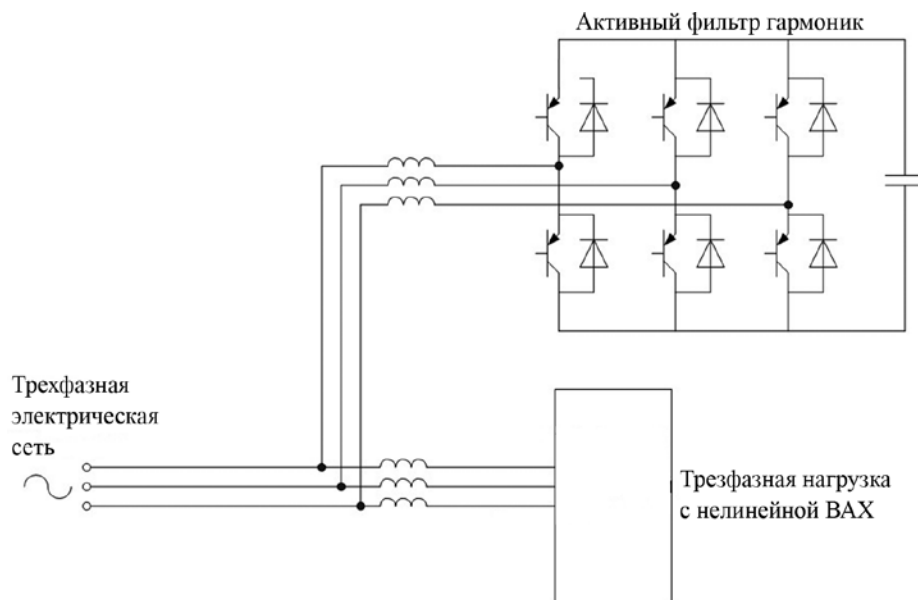 Активный фильтр гармоник
Трехфазная
электрическая
сеть
Трезфазная нагрузка
с нелинейной ВАХ